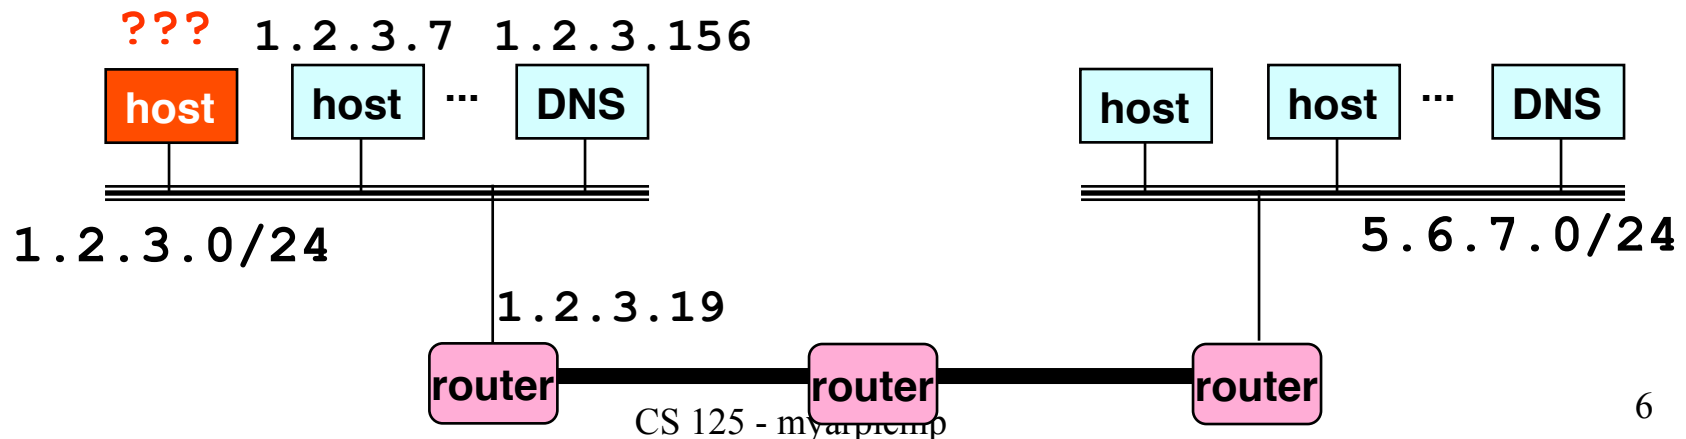 ??? 1.2.3.7 1.2.3.156
host host ... DNS host host ... DNS
1.2.3.0/24 5.6.7.0/24
1.2.3.19
router router router
CS 125 - myarpicmp
6